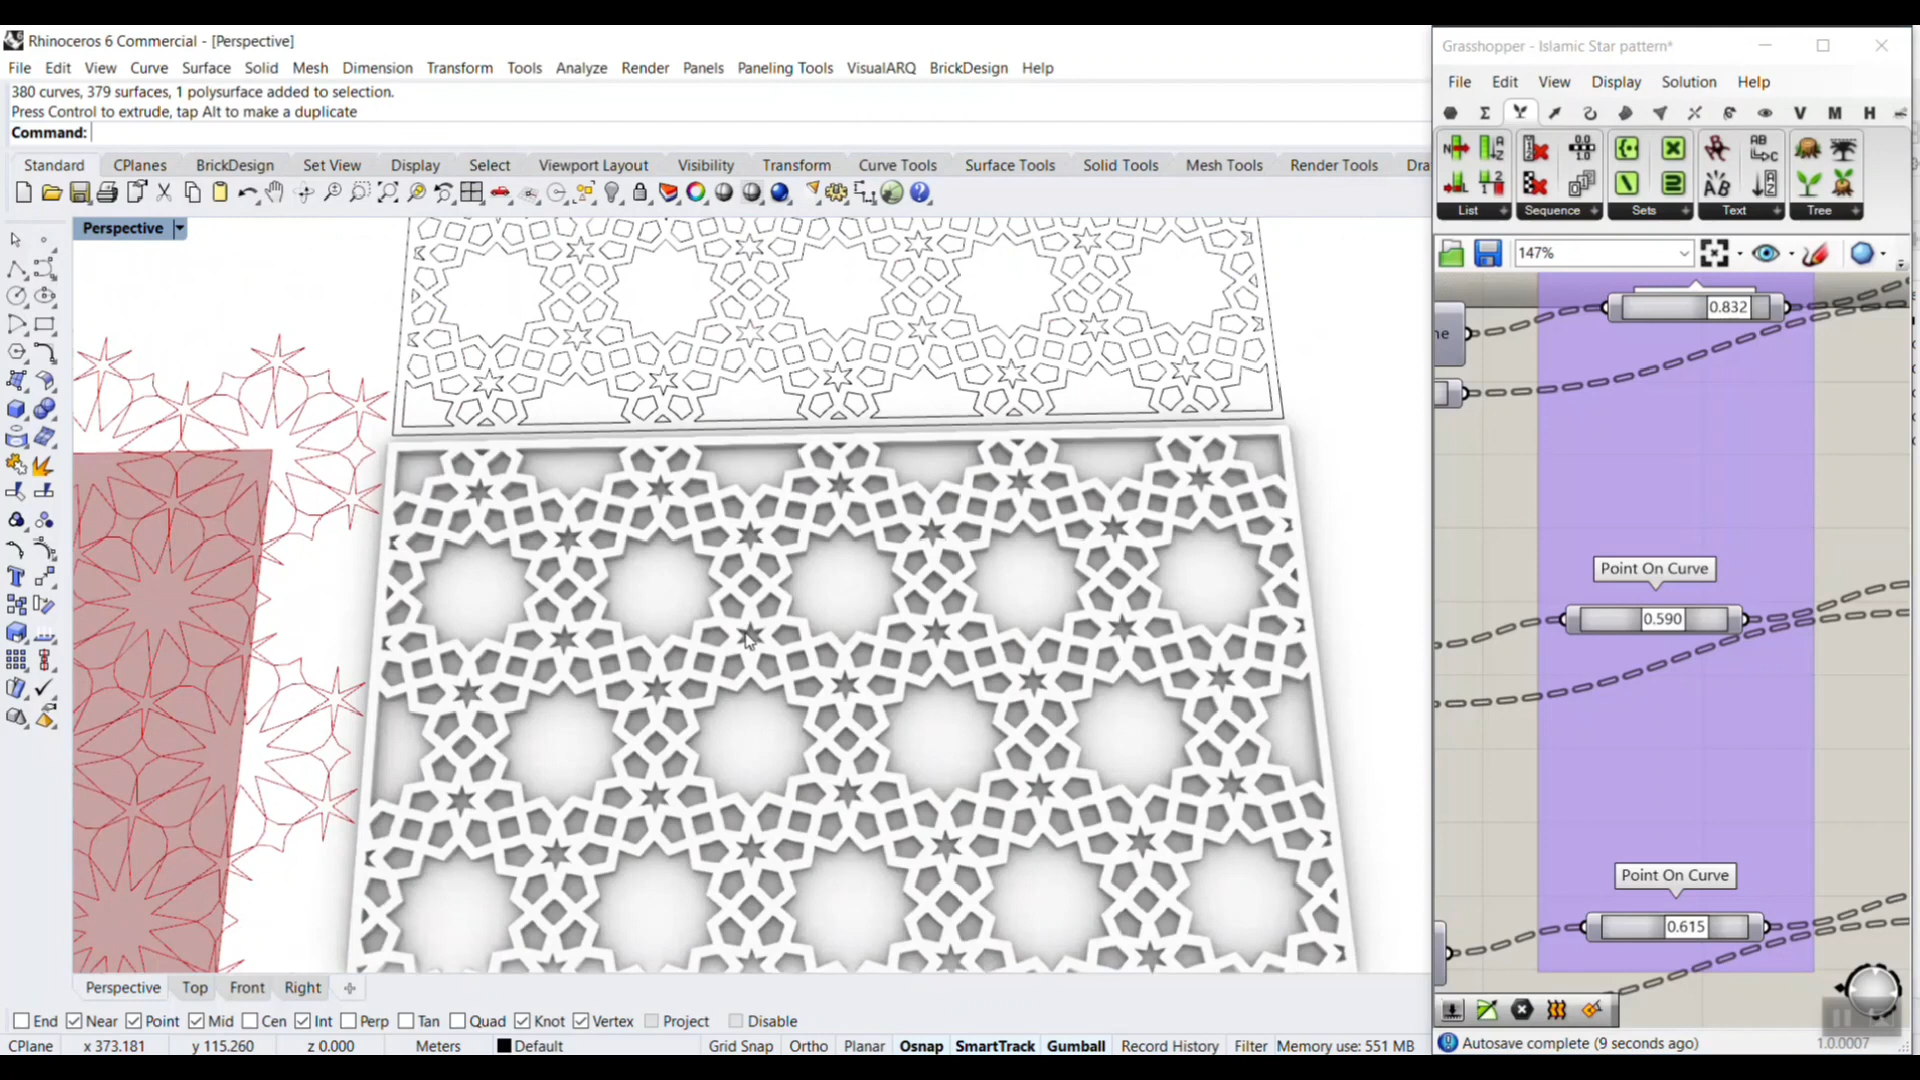 Rhinoceros 6 Commercial - [Perspective]
File Edit View Curve Surface Solid Mesh Dimension Transform Tools Analyze Render Panels Paneling Tools VisualARQ BrickDesign Help
380 curves, 379 surfaces, 1 polysurface added to selection.
Press Control to extrude, tap Alt to make a duplicate
Command:
Standard CPlanes BrickDesign Set View Display Select Viewport Layout Visibility Transform Curve Tools Surface Tools Solid Tools Mesh Tools Render Tools Dra
Perspective
Perspective Top Front Right
End Near Point Mid Cen Int Perp Tan Quad Knot Vertex Project Disable
CPlane x 373.181 y 115.260 z 0.000 Meters Default Grid Snap Ortho Planar Osnap SmartTrack Gumball Record History Filter Memory use: 551 MB
Grasshopper - Islamic Star pattern*
File Edit View Display Solution Help
V M H
List Sequence Sets Text Tree
147%
0.832
ne
Point On Curve
0.590
Point On Curve
0.615
Autosave complete (9 seconds ago)
1.0.0007